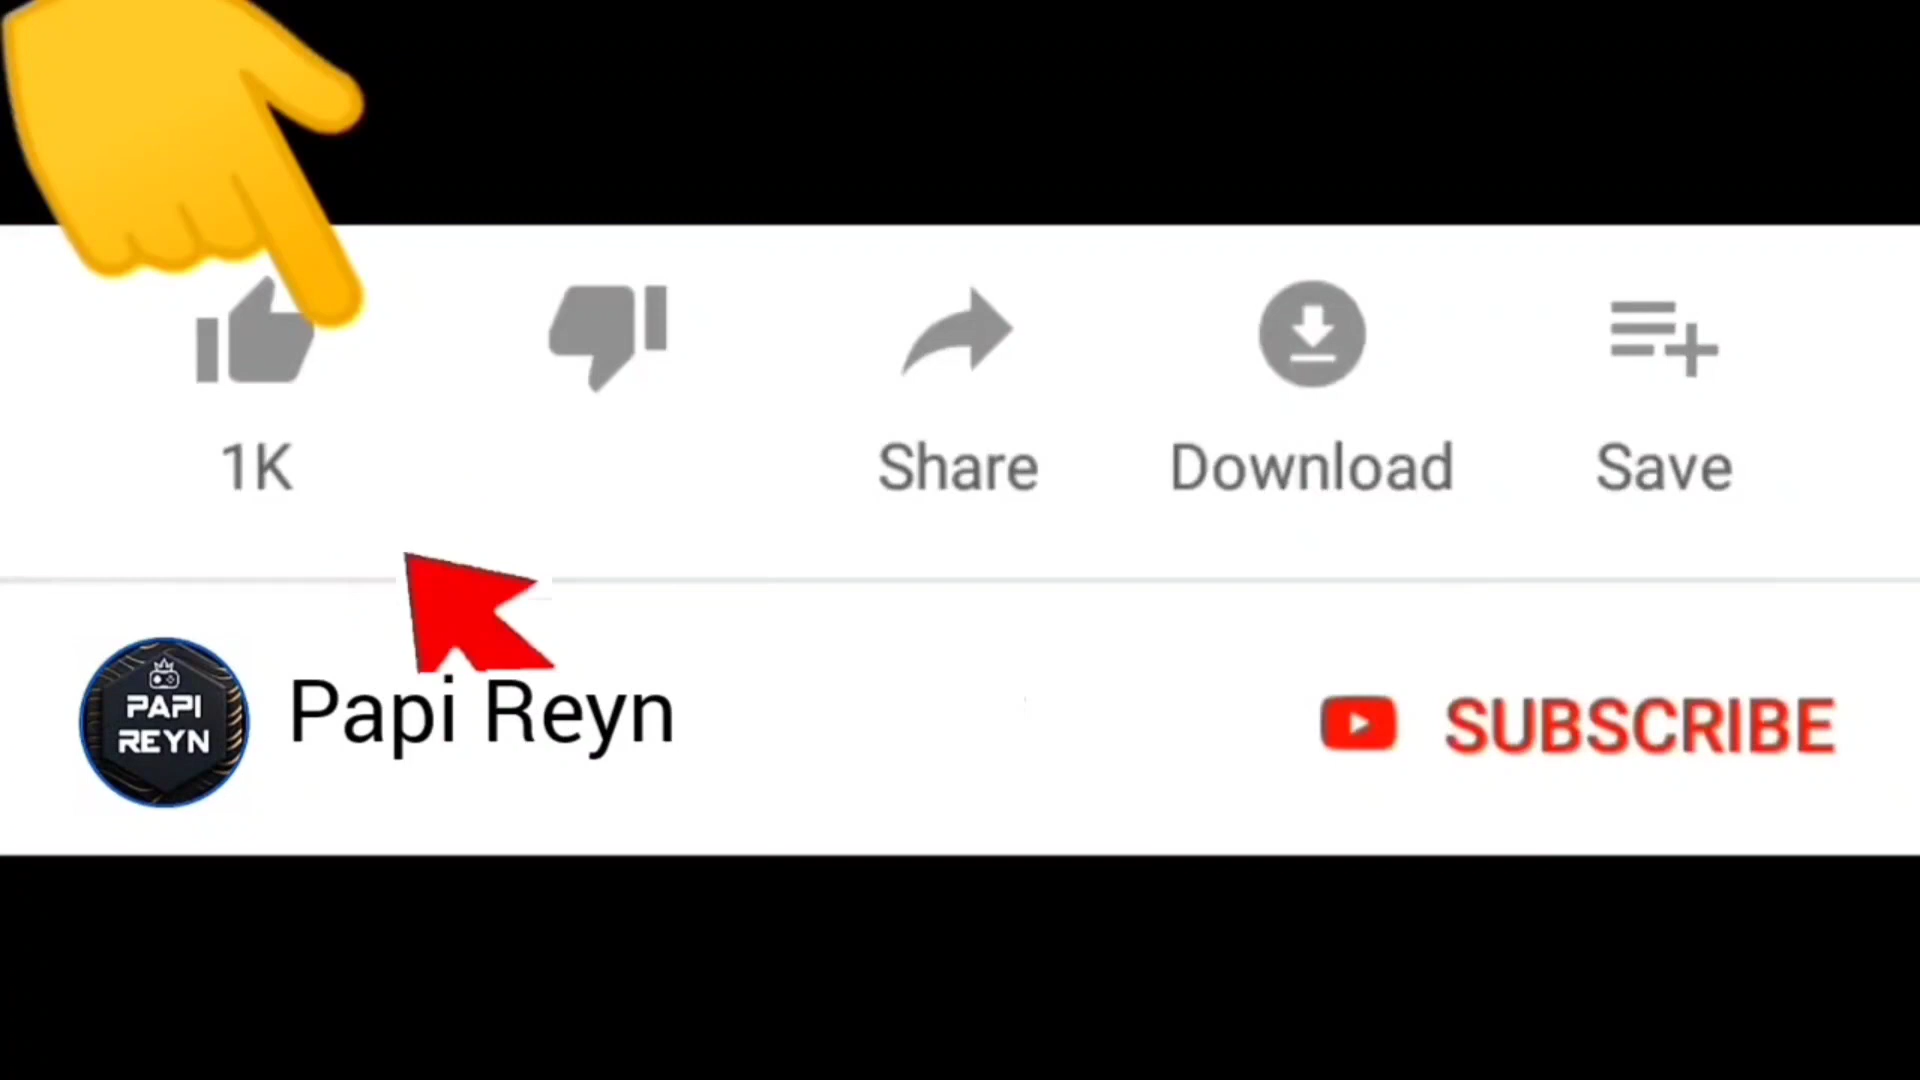 1K
Share
Download
Save
PAPI
REYN
Papi Reyn
SUBSCRIBE